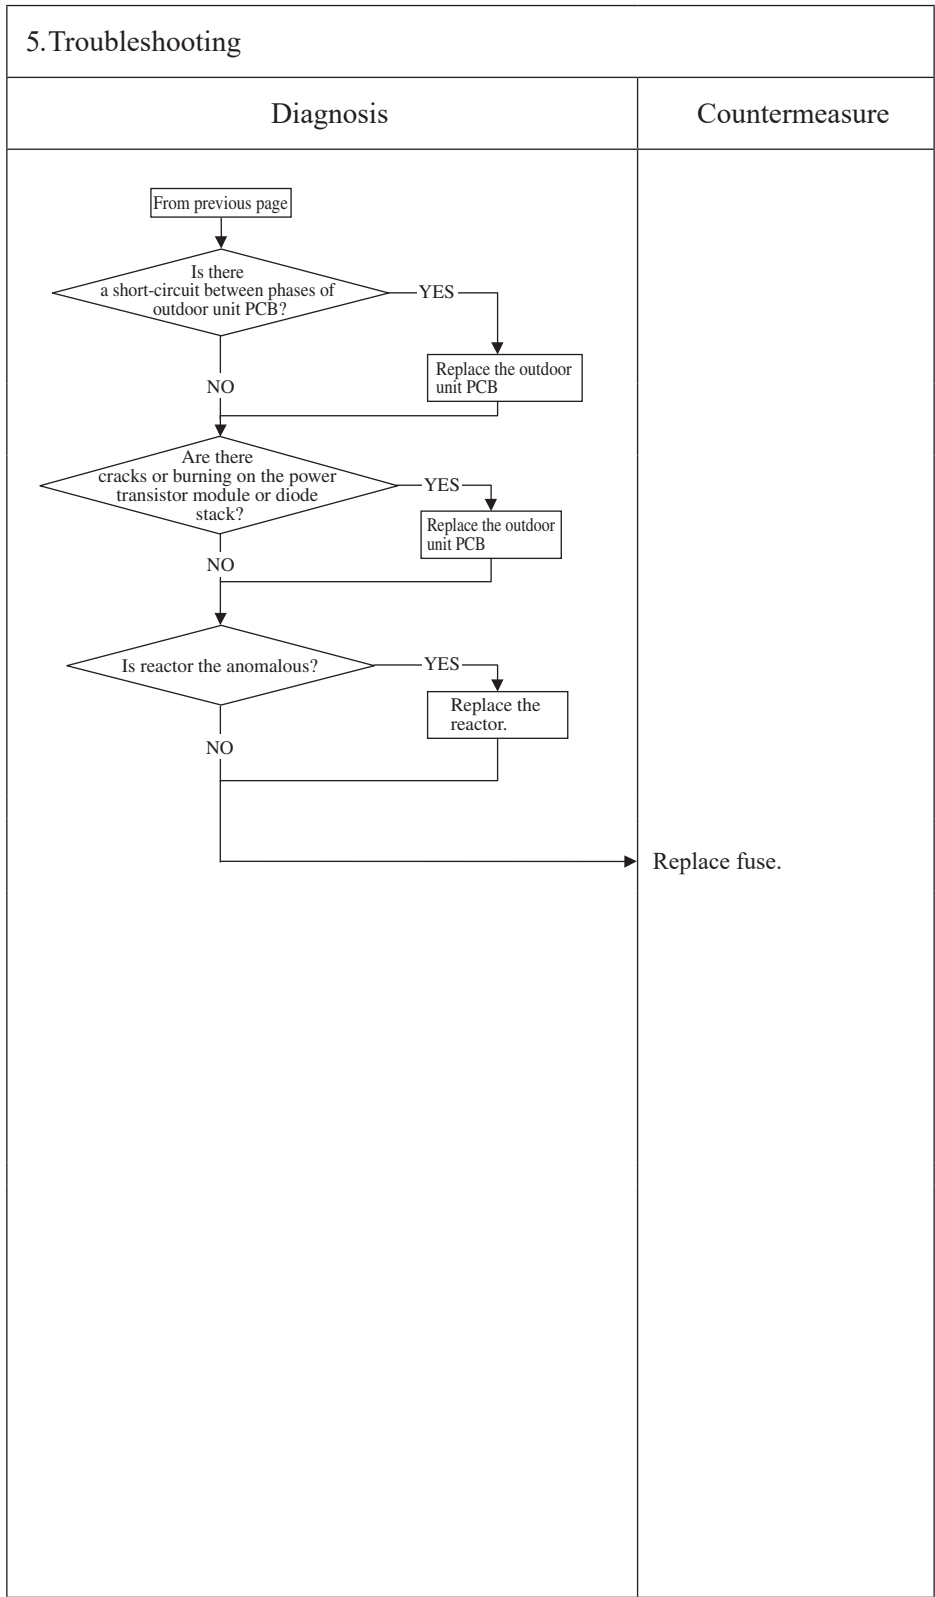 5.Troubleshooting
Diagnosis
Countermeasure
From previous page
Is there
a short-circuit between phases of
outdoor unit PCB?
YES
Replace the outdoor
unit PCB
NO
Are there
cracks or burning on the power
transistor module or diode
stack?
YES
Replace the outdoor
unit PCB
NO
Is reactor the anomalous?
YES
Replace the
reactor.
NO
Replace fuse.